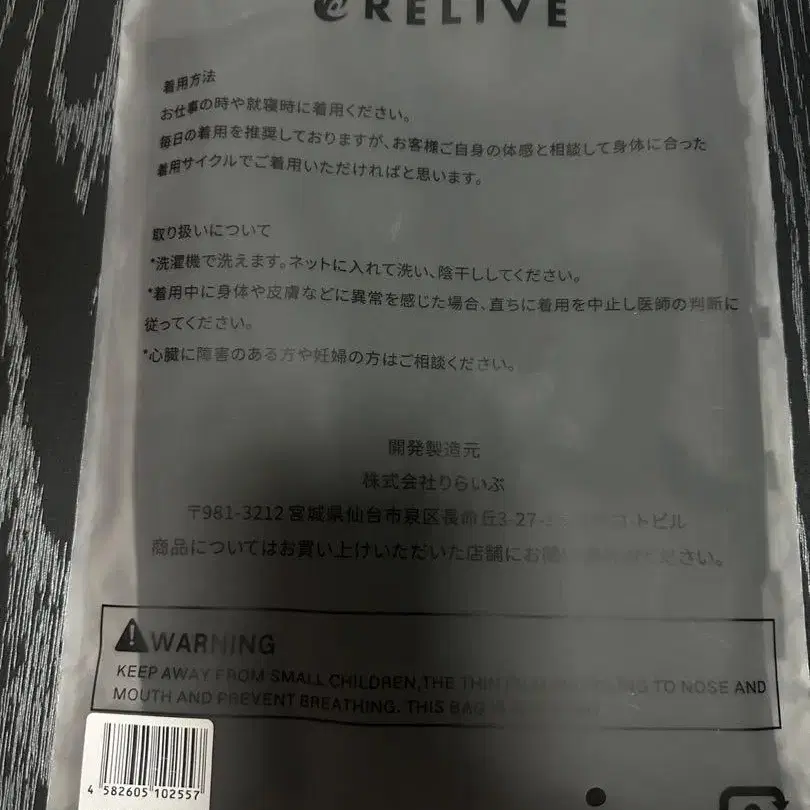 RELIVE
着用方法
お仕事の時や就寝時に着用ください。
毎日の着用を推奨しておりますが、お客様ご自身の体感と相談して身体に合った
着用サイクルでご着用いただければと思います。
取り扱いについて
*洗濯機で洗えます。ネットに入れて洗い、陰干ししてください。
*着用中に身体や皮膚などに異常を感じた場合、直ちに着用を中止し医師の判断に
従ってください。
*心臓に障害のある方や妊婦の方はご相談ください。
開発製造元
株式会社りらいぶ
〒981-3212 宮城県仙台市泉区長命丘3-27- トビル
商品についてはお買い上げいただいた店舗にお ださい。
WARNING
KEEP AWAY FROM SMALL CHILDREN,THE THIN TO NOSE AND
MOUTH AND PREVENT BREATHING. THIS BAG IS
4 582605 102557